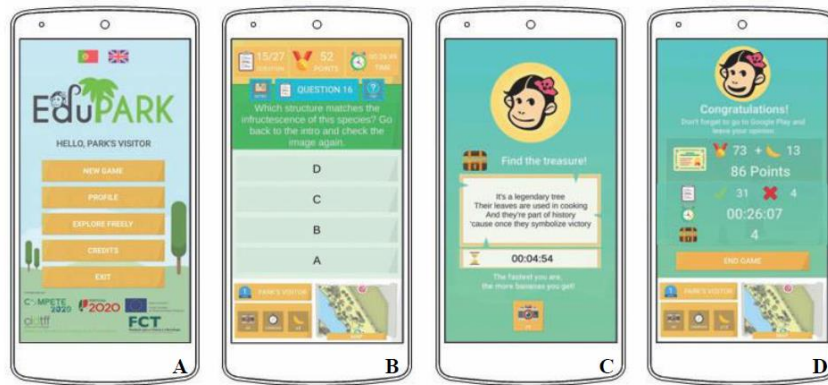 EduPARK
HELLO, PARK'S VISITOR
NEW GAME
PROFILE
EXPLORE FREELY
CREDITS
EXIT
COMPETE
2020
2020
cidtff
FCT
A
15/27
52
POINTS
TIME
QUESTION 16
Which structure matches the
infructescence of this species? Go
back to the intro and check the
image again.
D
C
B
A
PARK'S VISITOR
B
Find the treasure!
It's a legendary tree
Their leaves are used in cooking
And they're part of history
'cause once they symbolize victory
00:04:54
The fastest you are,
the more bananas you get!
C
Congratulations!
Don't forget to go to Google Play and
leave your opinion.
73 + 13
86 Points
31 4
00:26:07
4
END GAME
PARK'S VISITOR
D